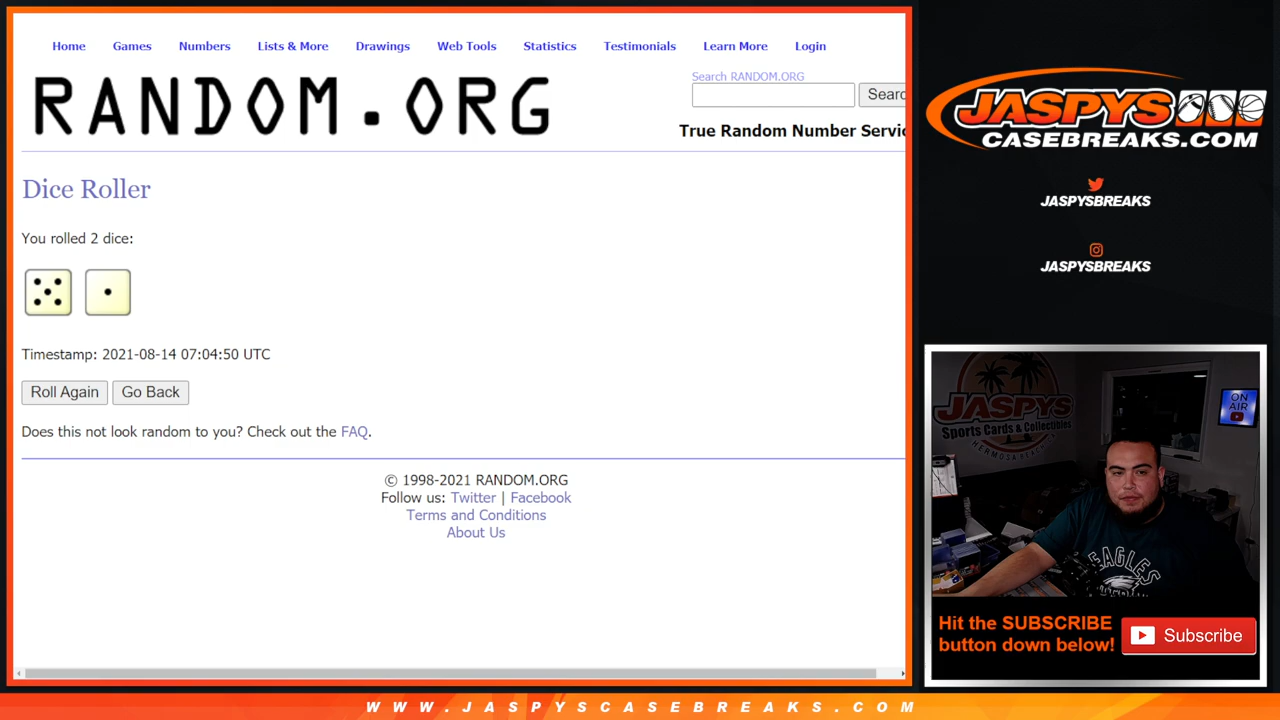 Home Games Numbers Lists & More Drawings Web Tools Statistics Testimonials Learn More Login
RANDOM.ORG
Search RANDOM.ORG
Searc
True Random Number Servic
Dice Roller
You rolled 2 dice:
Timestamp: 2021-08-14 07:04:50 UTC
Roll Again Go Back
Does this not look random to you? Check out the FAQ.
© 1998-2021 RANDOM.ORG
Follow us: Twitter | Facebook
Terms and Conditions
About Us
JASPYS
CASEBREAKS.COM
JASPYSBREAKS
JASPYSBREAKS
JASPYS
Sports Cards & Collectibles
HERMOSA BEACH
ON
AIR
EAGLES
Hit the SUBSCRIBE
button down below!
Subscribe
WWW.JASPYSCASEBREAKS.COM